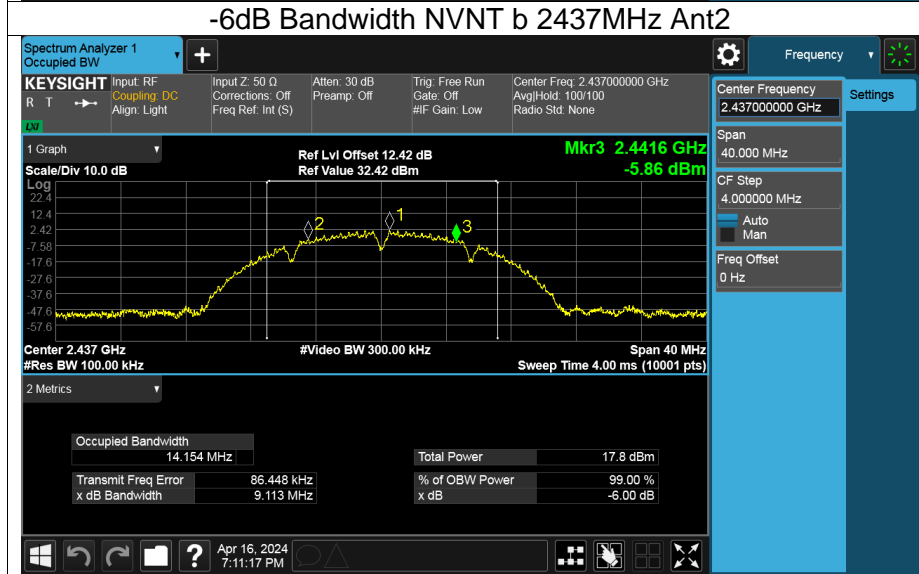 -6dB Bandwidth NVNT b 2437MHz Ant2
Spectrum Analyzer 1
Occupied BW
+
Frequency
KEYSIGHT
R T
LXI
Input: RF
Coupling: DC
Align: Light
Input Z: 50 Ω
Corrections: Off
Freq Ref: Int (S)
Atten: 30 dB
Preamp: Off
Trig: Free Run
Gate: Off
#IF Gain: Low
Center Freq: 2.437000000 GHz
Avg|Hold: 100/100
Radio Std: None
Center Frequency
2.437000000 GHz
Settings
Span
40.000 MHz
CF Step
4.000000 MHz
Auto
Man
Freq Offset
0 Hz
1 Graph
Scale/Div 10.0 dB
Ref Lvl Offset 12.42 dB
Ref Value 32.42 dBm
Mkr3 2.4416 GHz
-5.86 dBm
Log
22.4
12.4
2.42
-7.58
-17.6
-27.6
-37.6
-47.6
-57.6
2
1
3
Center 2.437 GHz
#Res BW 100.00 kHz
#Video BW 300.00 kHz
Span 40 MHz
Sweep Time 4.00 ms (10001 pts)
2 Metrics
Occupied Bandwidth
14.154 MHz
Total Power 17.8 dBm
Transmit Freq Error 86.448 kHz
% of OBW Power 99.00 %
x dB Bandwidth 9.113 MHz
x dB -6.00 dB
?
Apr 16, 2024
7:11:17 PM